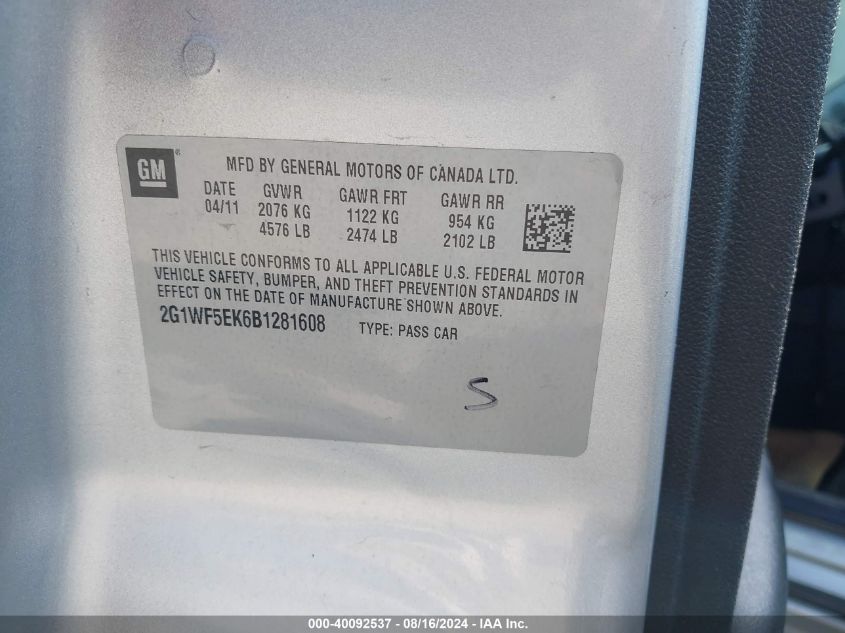 GM
MFD BY GENERAL MOTORS OF CANADA LTD.
DATE GVWR GAWR FRT GAWR RR
04/11 2076 KG 1122 KG 954 KG
4576 LB 2474 LB 2102 LB
THIS VEHICLE CONFORMS TO ALL APPLICABLE U.S. FEDERAL MOTOR
VEHICLE SAFETY, BUMPER, AND THEFT PREVENTION STANDARDS IN
EFFECT ON THE DATE OF MANUFACTURE SHOWN ABOVE.
2G1WF5EK6B1281608 TYPE: PASS CAR
S
000-40092537 - 08/16/2024 - IAA Inc.